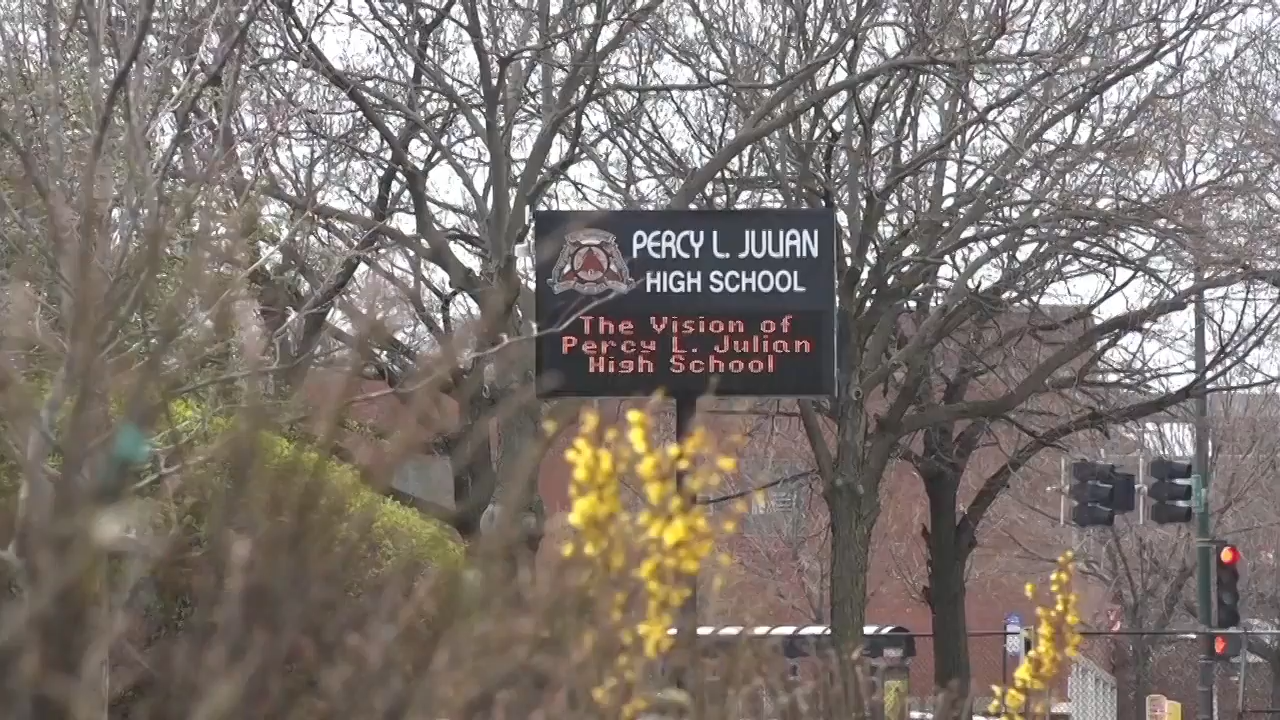 PERCY L. JULIAN
HIGH SCHOOL
The Vision of
Percy L. Julian
High School